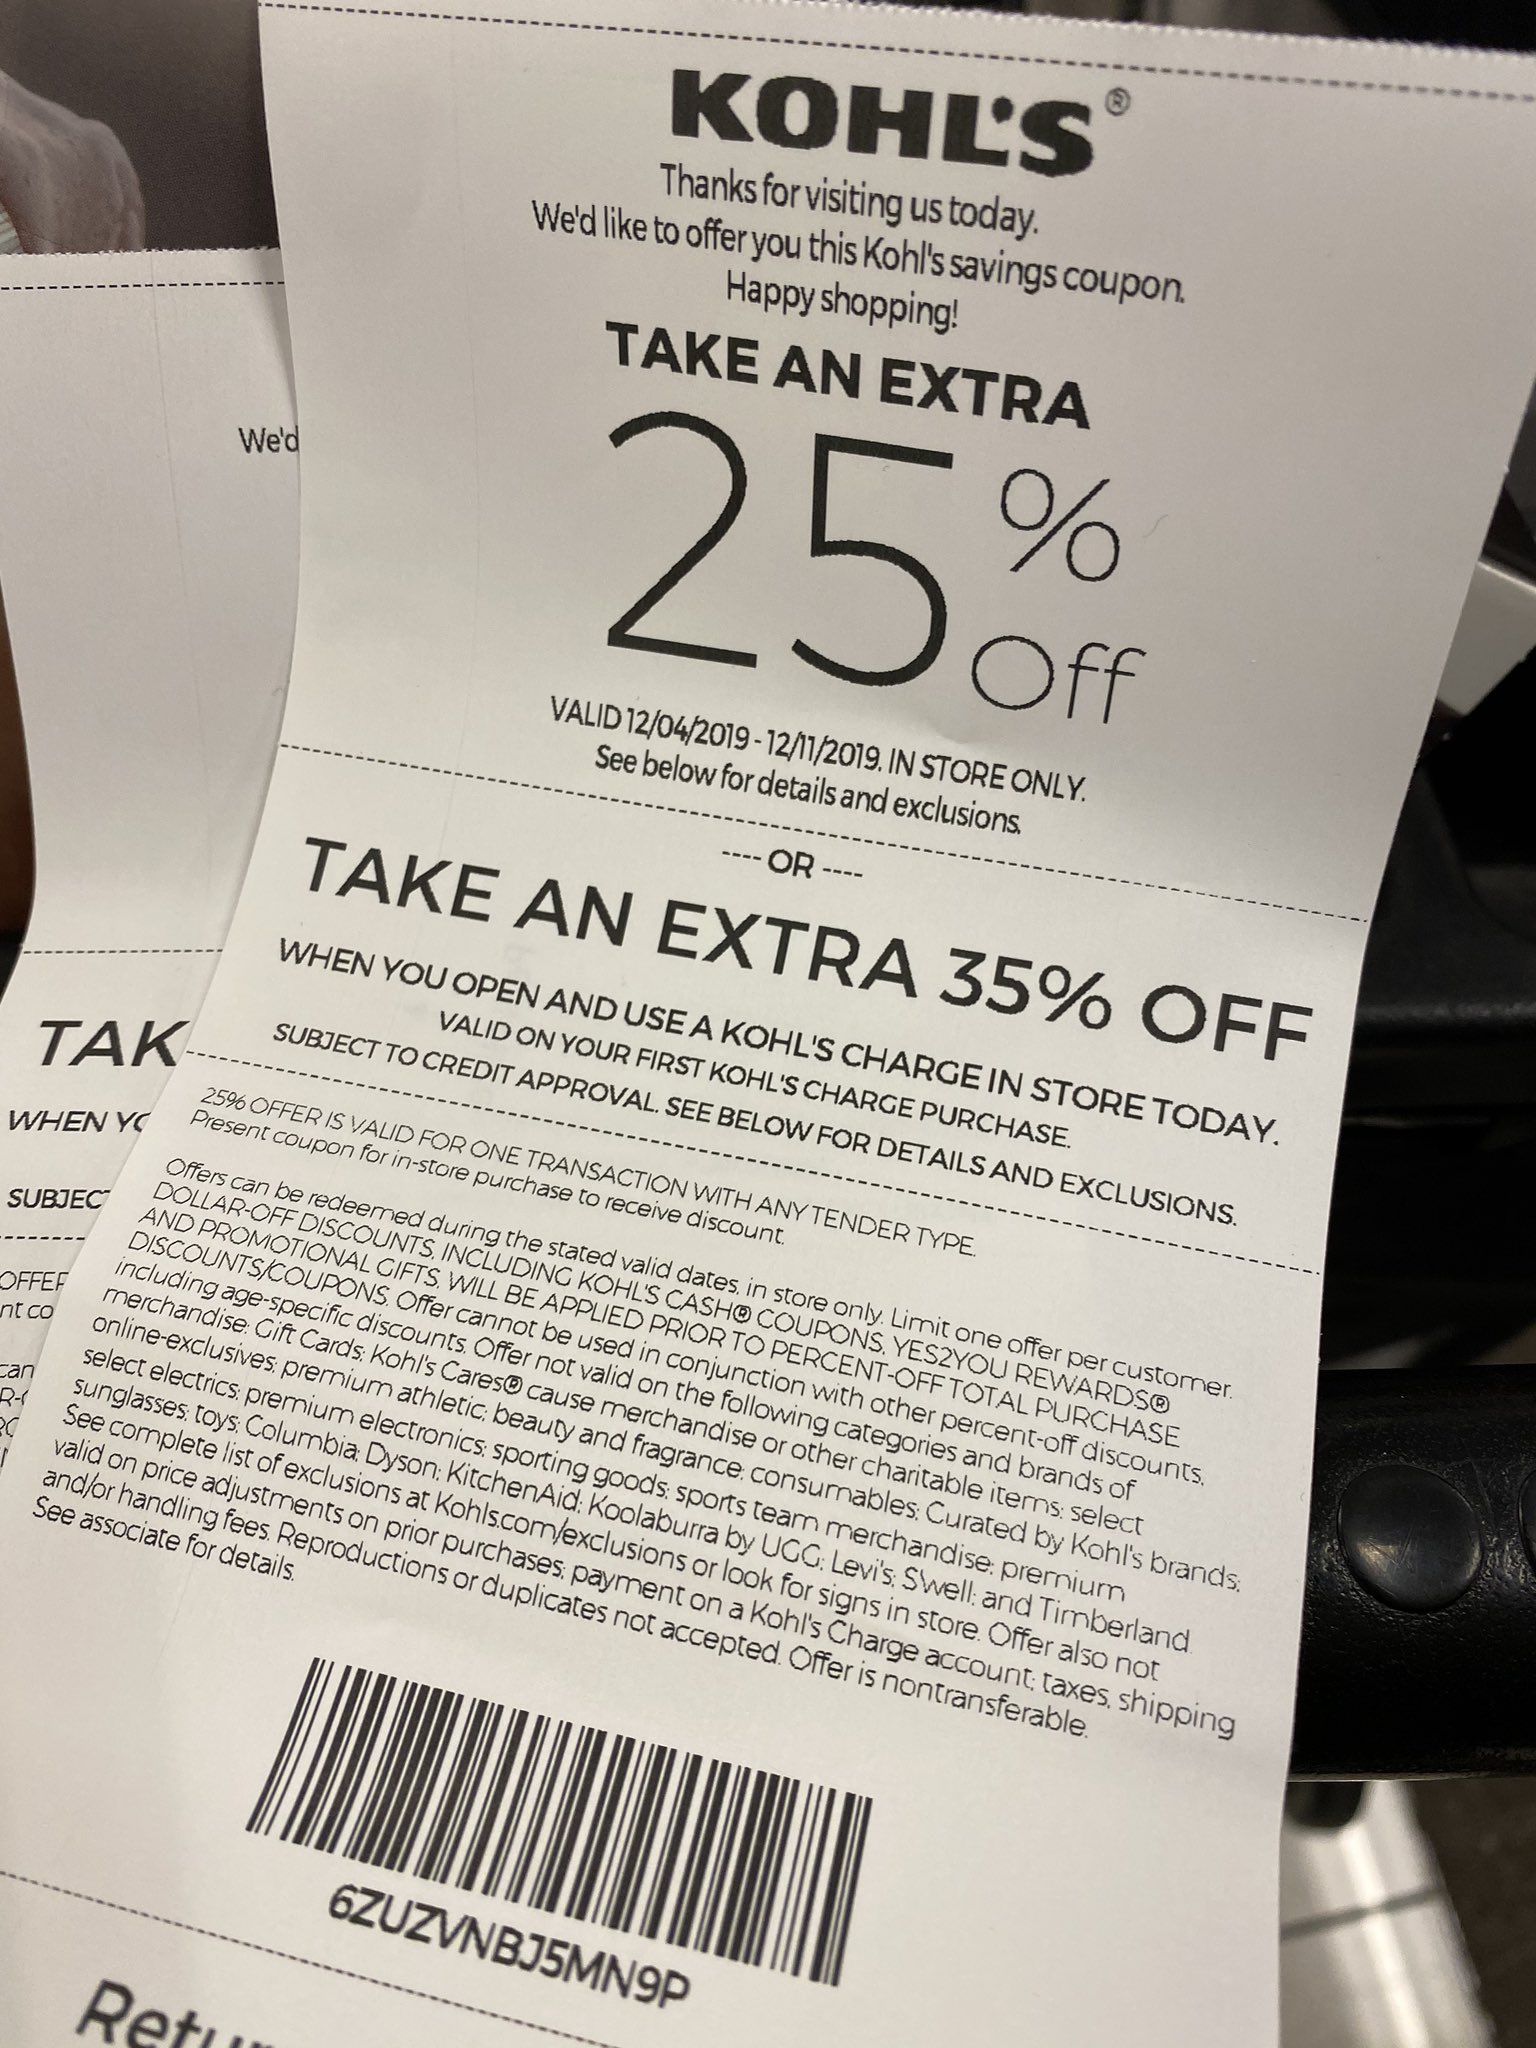 KOHL'S®
Thanks for visiting us today.
We'd like to offer you this Kohl's savings coupon.
Happy shopping!
TAKE AN EXTRA
25% off
VALID 12/04/2019 - 12/11/2019. IN STORE ONLY.
See below for details and exclusions.
---- OR ----
TAKE AN EXTRA 35% OFF
WHEN YOU OPEN AND USE A KOHL'S CHARGE IN STORE TODAY.
VALID ON YOUR FIRST KOHL'S CHARGE PURCHASE.
SUBJECT TO CREDIT APPROVAL. SEE BELOW FOR DETAILS AND EXCLUSIONS.
25% OFFER IS VALID FOR ONE TRANSACTION WITH ANY TENDER TYPE.
Present coupon for in-store purchase to receive discount.
Offers can be redeemed during the stated valid dates, in store only. Limit one offer per customer.
DOLLAR-OFF DISCOUNTS, INCLUDING KOHL'S CASH® COUPONS, YES2YOU REWARDS®
AND PROMOTIONAL GIFTS, WILL BE APPLIED PRIOR TO PERCENT-OFF TOTAL PURCHASE
DISCOUNTS/COUPONS. Offer cannot be used in conjunction with other percent-off discounts,
including age-specific discounts. Offer not valid on the following categories and brands of
merchandise: Gift Cards; Kohl's Cares® cause merchandise or other charitable items; select
online-exclusives; premium athletic; beauty and fragrance; consumables; Curated by Kohl's brands;
select electrics; premium electronics; sporting goods; sports team merchandise; premium
sunglasses; toys; Columbia; Dyson; KitchenAid; Koolaburra by UGG; Levi's; S'well; and Timberland.
See complete list of exclusions at Kohls.com/exclusions or look for signs in store. Offer also not
valid on price adjustments on prior purchases; payment on a Kohl's Charge account; taxes, shipping
and/or handling fees. Reproductions or duplicates not accepted. Offer is nontransferable.
See associate for details.
6ZUZVNBJ5MN9P
Retur
We'd
TAK
WHEN YO
SUBJECT
OFFER
nt co
can